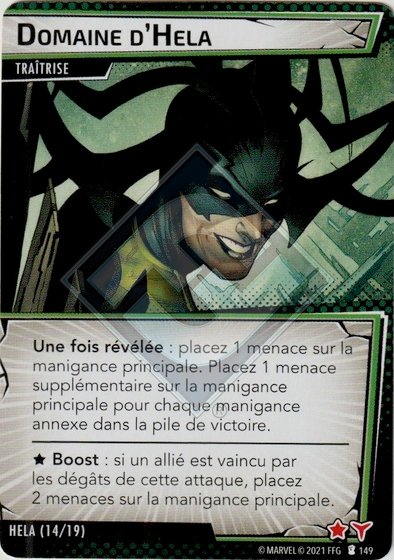 DOMAINE D'HELA
TRAÎTRISE
Une fois révélée : placez 1 menace sur la
manigance principale. Placez 1 menace
supplémentaire sur la manigance
principale pour chaque manigance
annexe dans la pile de victoire.
★ Boost : si un allié est vaincu par
les dégâts de cette attaque, placez
2 menaces sur la manigance principale.
HELA (14/19)
© MARVEL © 2021 FFG 149